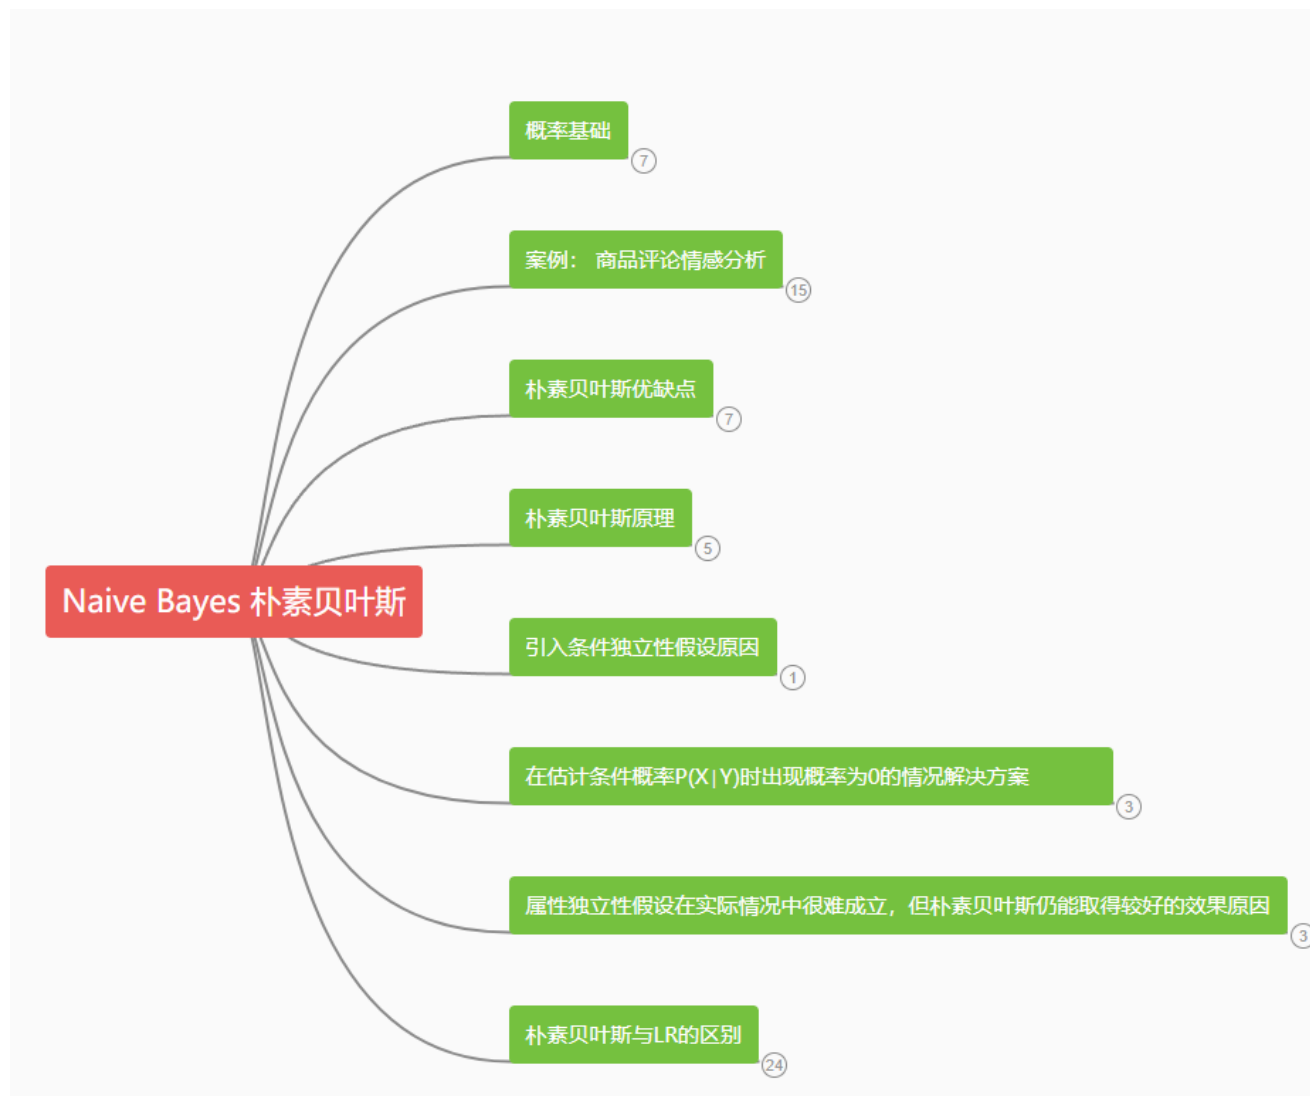 概率基础
7
案例： 商品评论情感分析
15
朴素贝叶斯优缺点
7
朴素贝叶斯原理
5
Naive Bayes 朴素贝叶斯
引入条件独立性假设原因
1
在估计条件概率P(X|Y)时出现概率为0的情况解决方案
3
属性独立性假设在实际情况中很难成立，但朴素贝叶斯仍能取得较好的效果原因
3
朴素贝叶斯与LR的区别
24